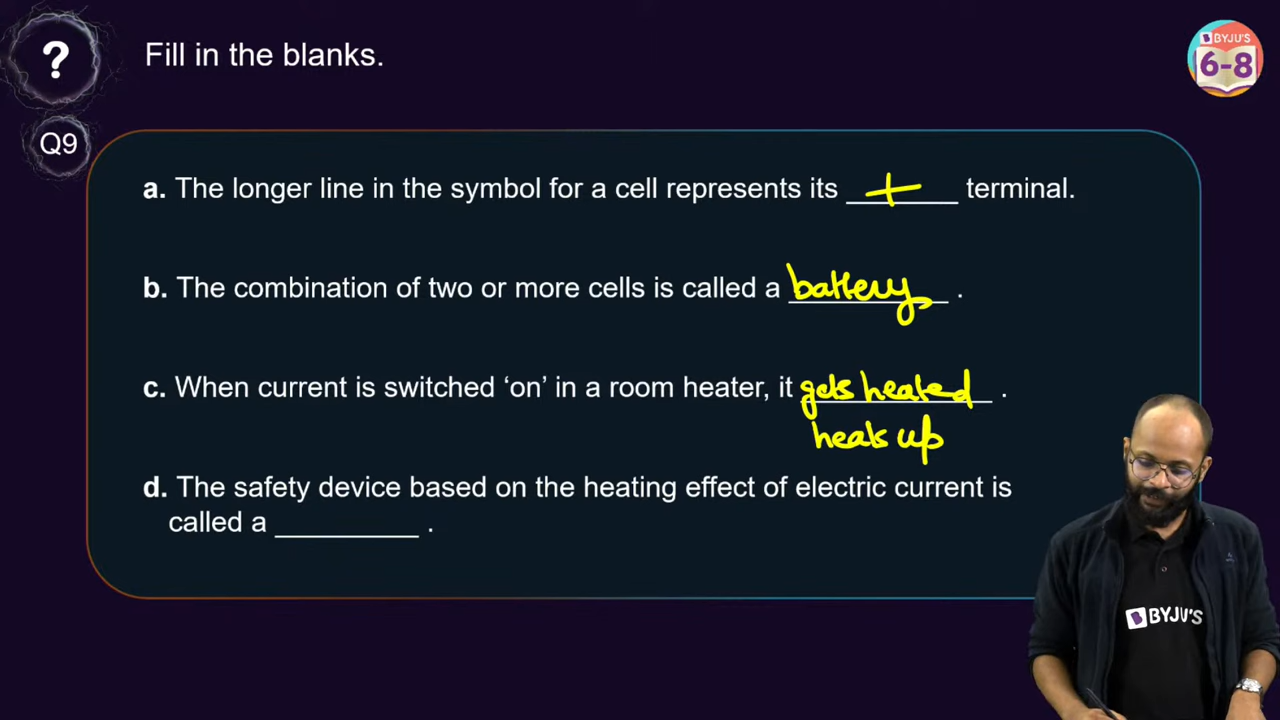 ?
Fill in the blanks.
BYJU'S
6-8
Q9
a. The longer line in the symbol for a cell represents its + terminal.
b. The combination of two or more cells is called a battery .
c. When current is switched ‘on’ in a room heater, it gets heated .
heats up
d. The safety device based on the heating effect of electric current is
called a ________ .
BYJU'S